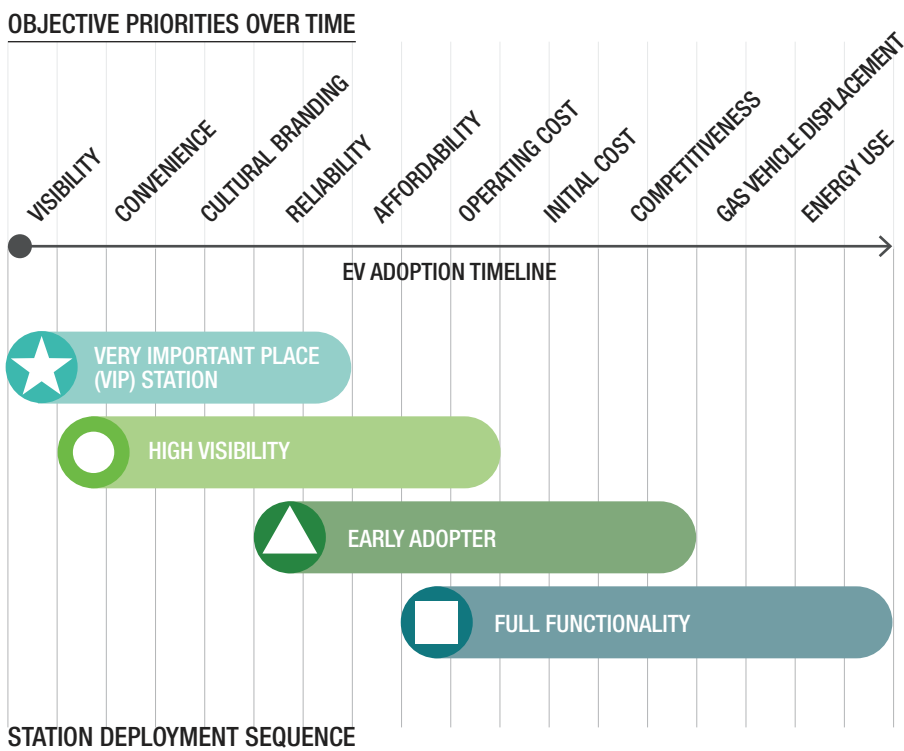 OBJECTIVE PRIORITIES OVER TIME
VISIBILITY
CONVENIENCE
CULTURAL BRANDING
RELIABILITY
AFFORDABILITY
OPERATING COST
INITIAL COST
COMPETITIVENESS
GAS VEHICLE DISPLACEMENT
ENERGY USE
EV ADOPTION TIMELINE
VERY IMPORTANT PLACE
(VIP) STATION
HIGH VISIBILITY
EARLY ADOPTER
FULL FUNCTIONALITY
STATION DEPLOYMENT SEQUENCE